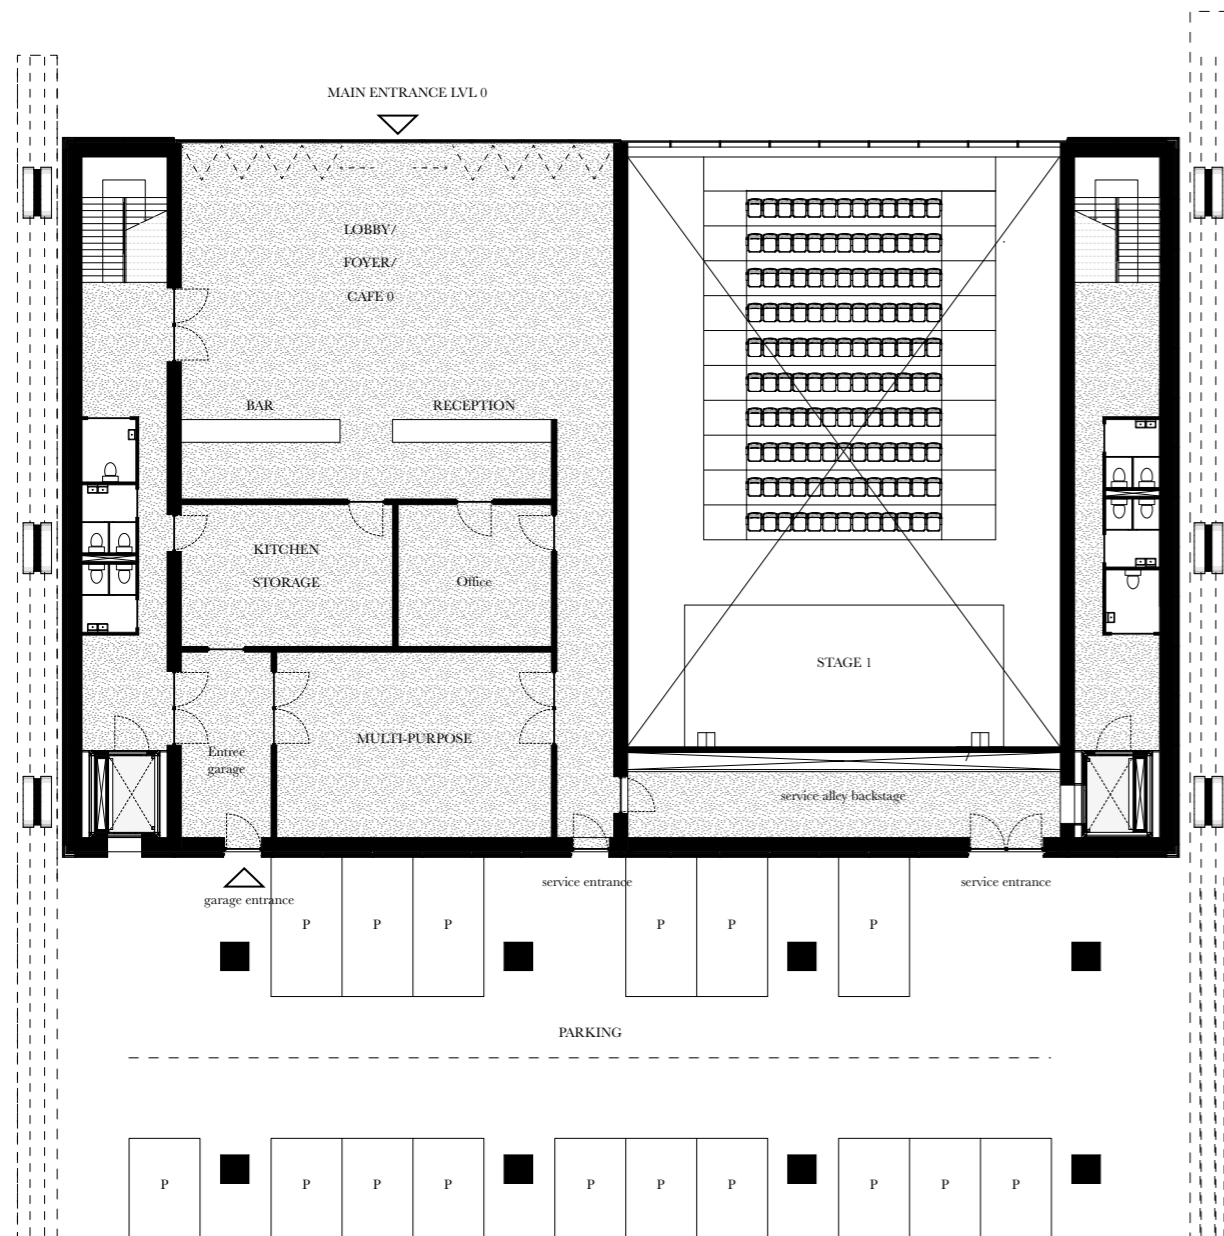 MAIN ENTRANCE LVL 0
LOBBY/
FOYER/
CAFE 0
BAR
RECEPTION
KITCHEN
STORAGE
Office
STAGE 1
MULTI-PURPOSE
Entree
garage
service alley backstage
garage entrance
service entrance
service entrance
P
P
P
P
P
P
PARKING
P
P
P
P
P
P
P
P
P
P